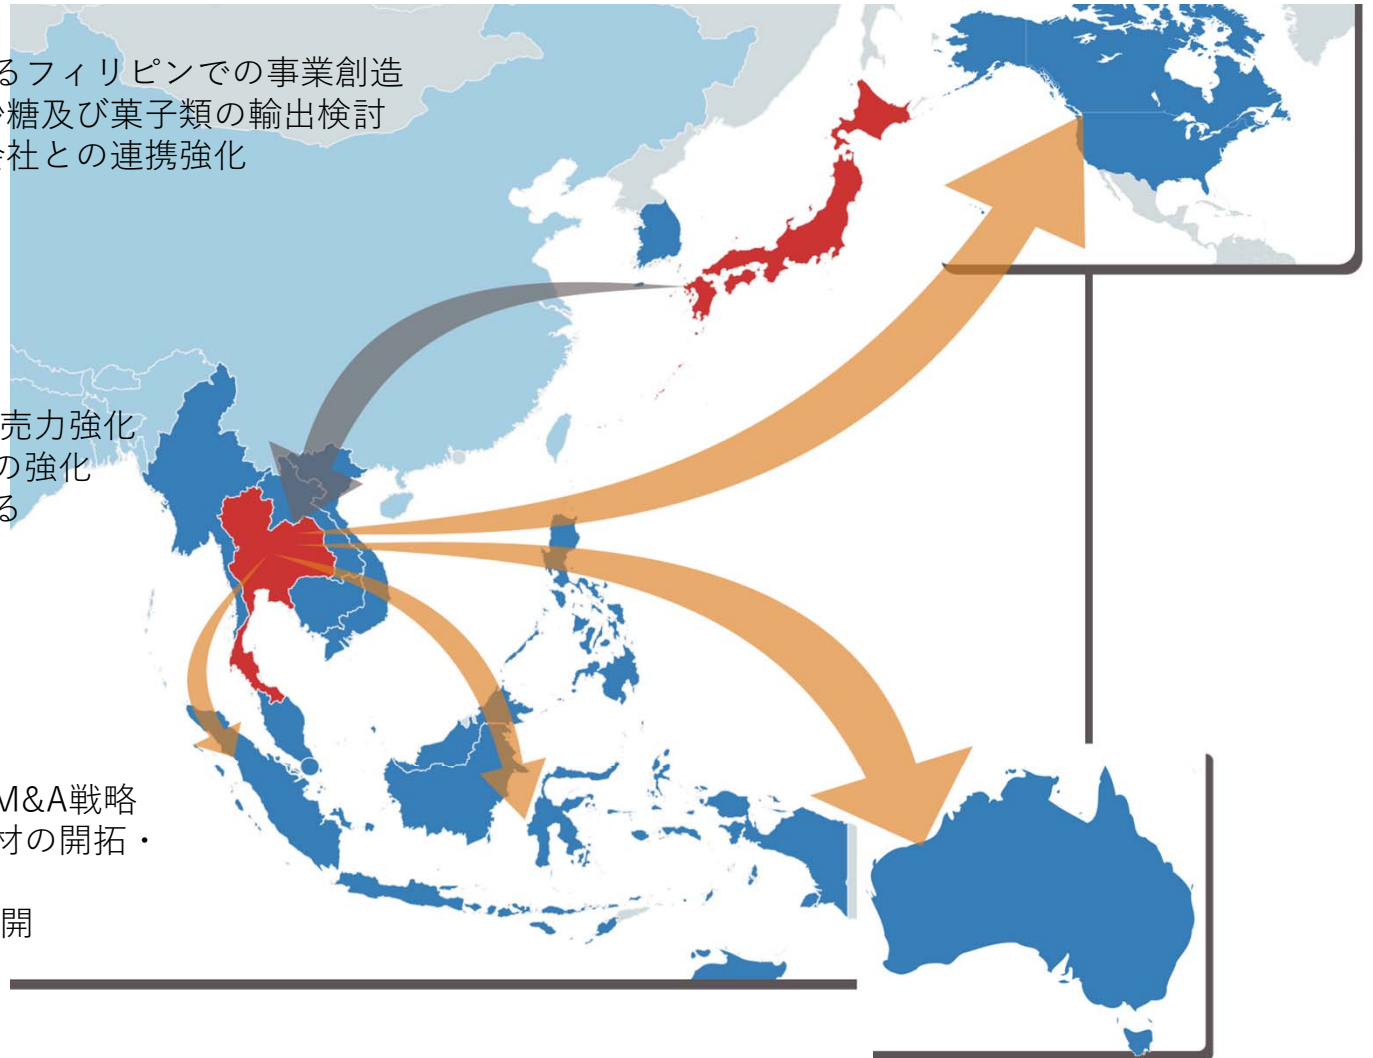 るフィリピンでの事業創造
糖及び菓子類の輸出検討
社との連携強化
売力強化
の強化
る
M&A戦略
材の開拓・
開